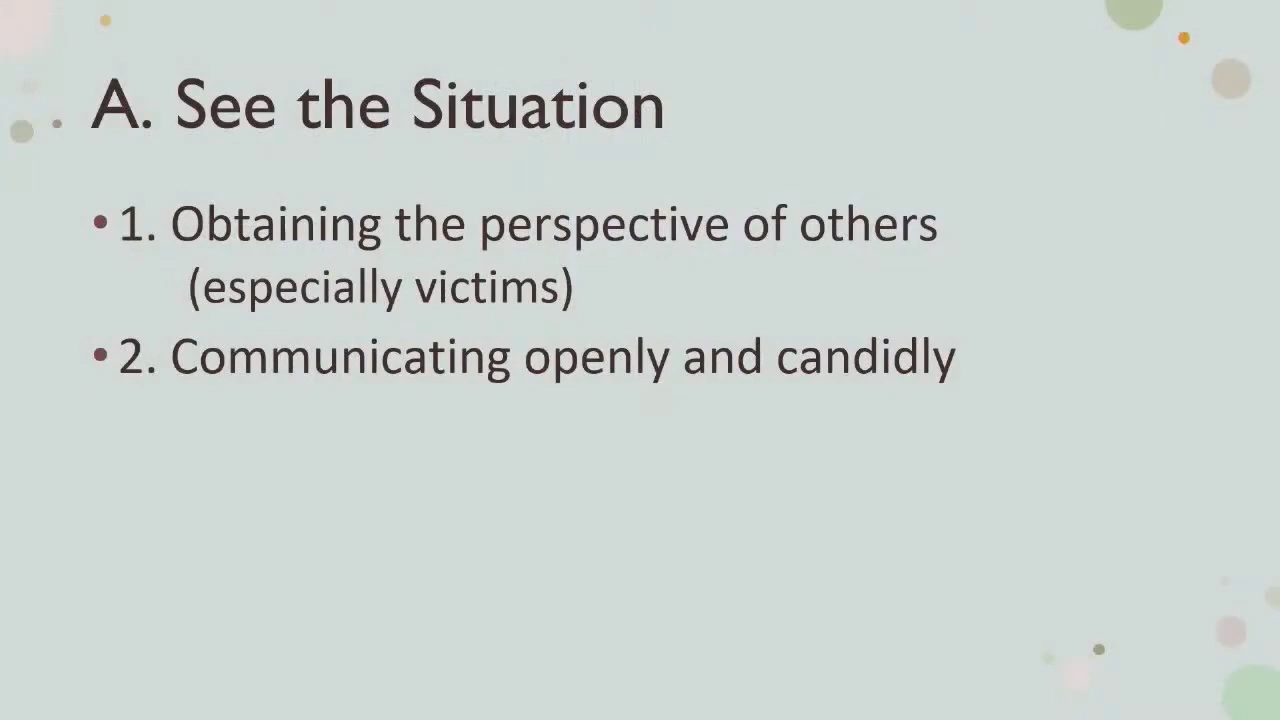 A. See the Situation
• 1. Obtaining the perspective of others
(especially victims)
• 2. Communicating openly and candidly